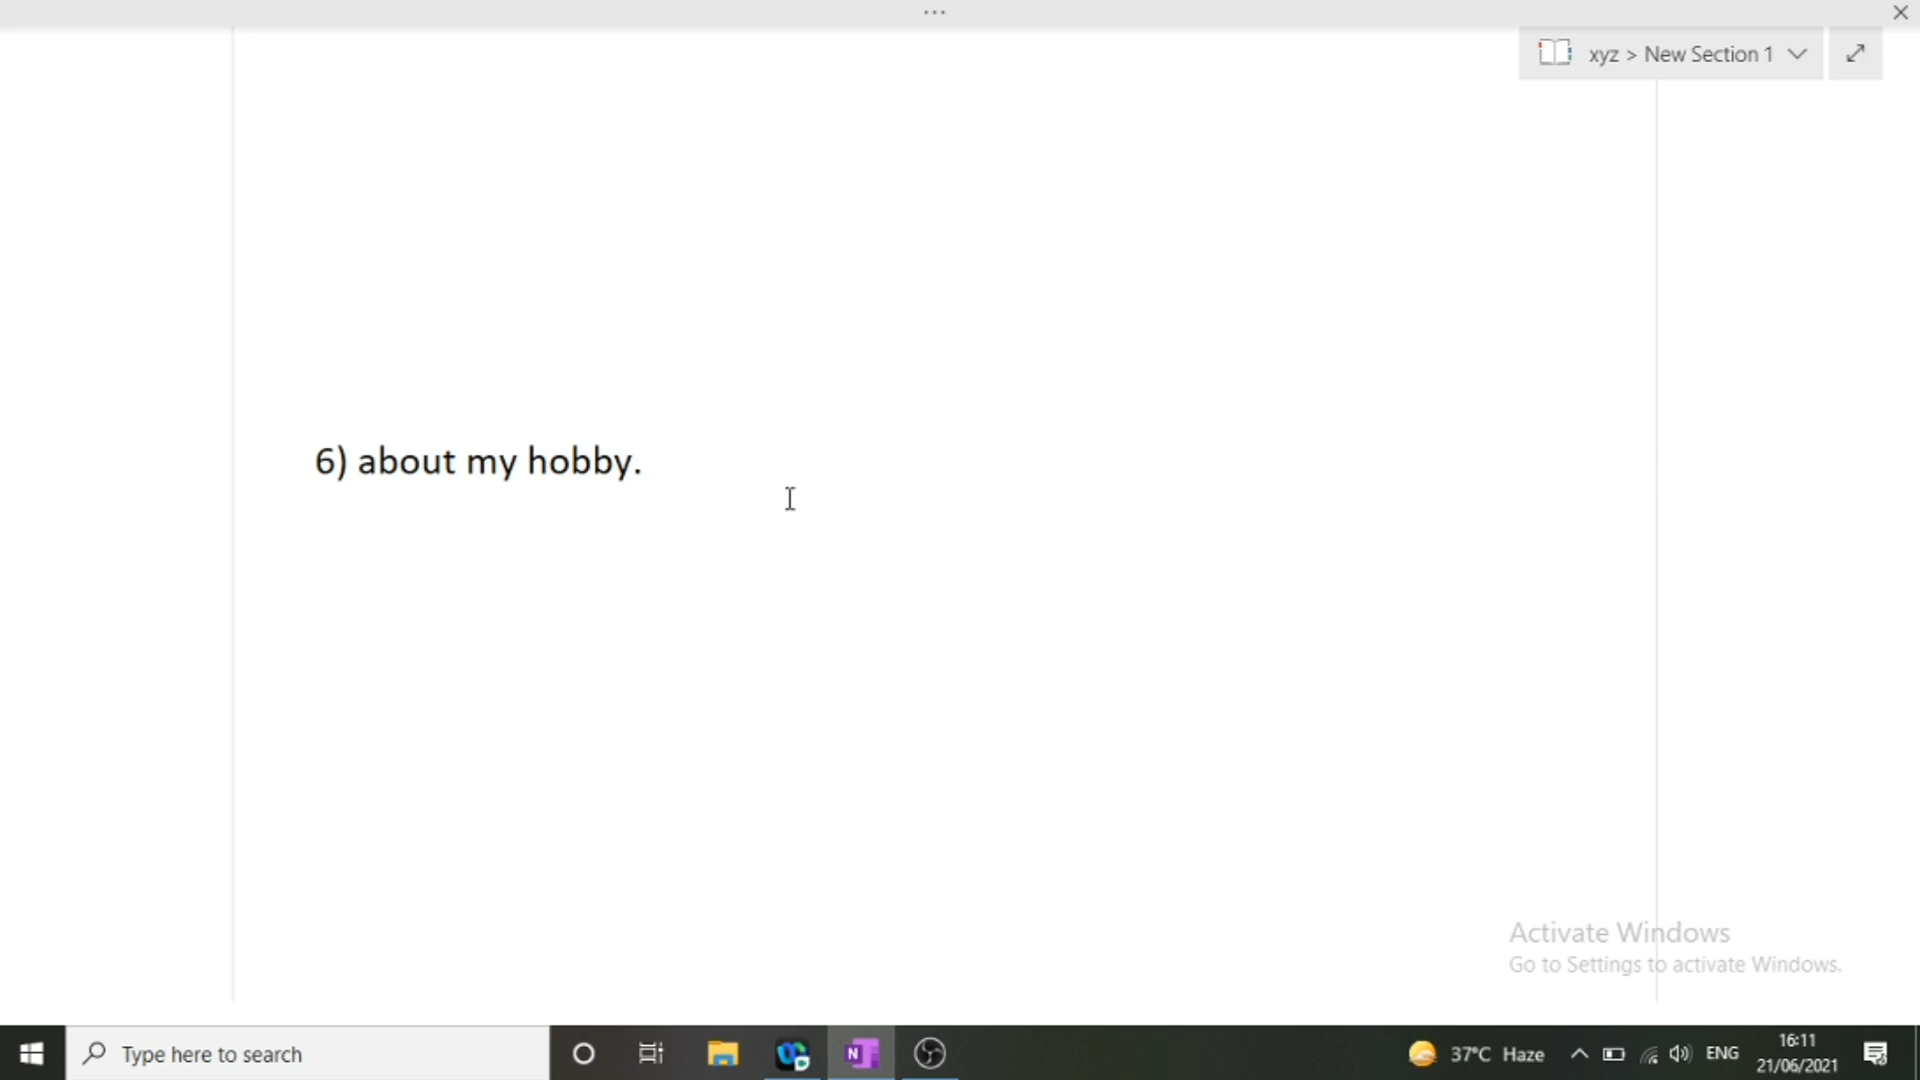 xyz > New Section 1
6) about my hobby.
Activate Windows
Go to Settings to activate Windows.
Type here to search
N
37°C Haze
ENG
16:11
21/06/2021